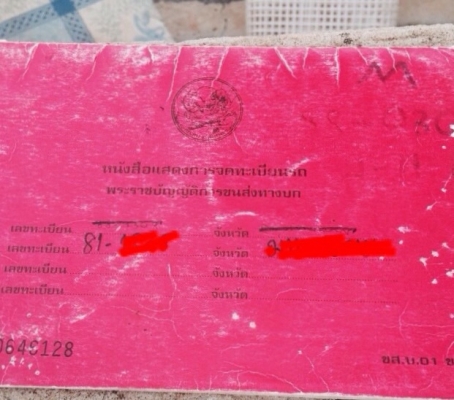 หนังสือแสดงการจดทะเบียนรถ
พระราชบัญญัติการขนส่งทางบก
เลขทะเบียน จังหวัด
เลขทะเบียน 81- จังหวัด
เลขทะเบียน จังหวัด
เลขทะเบียน จังหวัด
0649128 ขส.บ.01